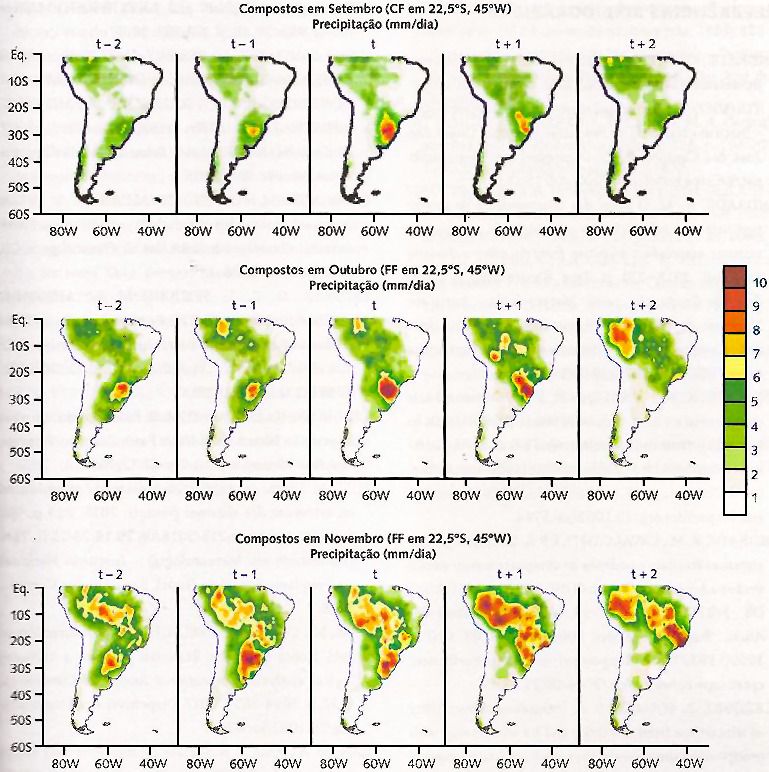 Compostos em Setembro (CF em 22,5°S, 45°W)
Precipitação (mm/dia)
t – 2 t – 1 t t + 1 t + 2
Eq.
10S
20S
30S
40S
50S
60S
80W 60W 40W 80W 60W 40W 80W 60W 40W 80W 60W 40W 80W 60W 40W
Compostos em Outubro (FF em 22,5°S, 45°W)
Precipitação (mm/dia)
t – 2 t – 1 t t + 1 t + 2
Eq.
10S
20S
30S
40S
50S
60S
80W 60W 40W 80W 60W 40W 80W 60W 40W 80W 60W 40W 80W 60W 40W
10
9
8
7
6
5
4
3
2
1
Compostos em Novembro (FF em 22,5°S, 45°W)
Precipitação (mm/dia)
t – 2 t – 1 t t + 1 t + 2
Eq.
10S
20S
30S
40S
50S
60S
80W 60W 40W 80W 60W 40W 80W 60W 40W 80W 60W 40W 80W 60W 40W